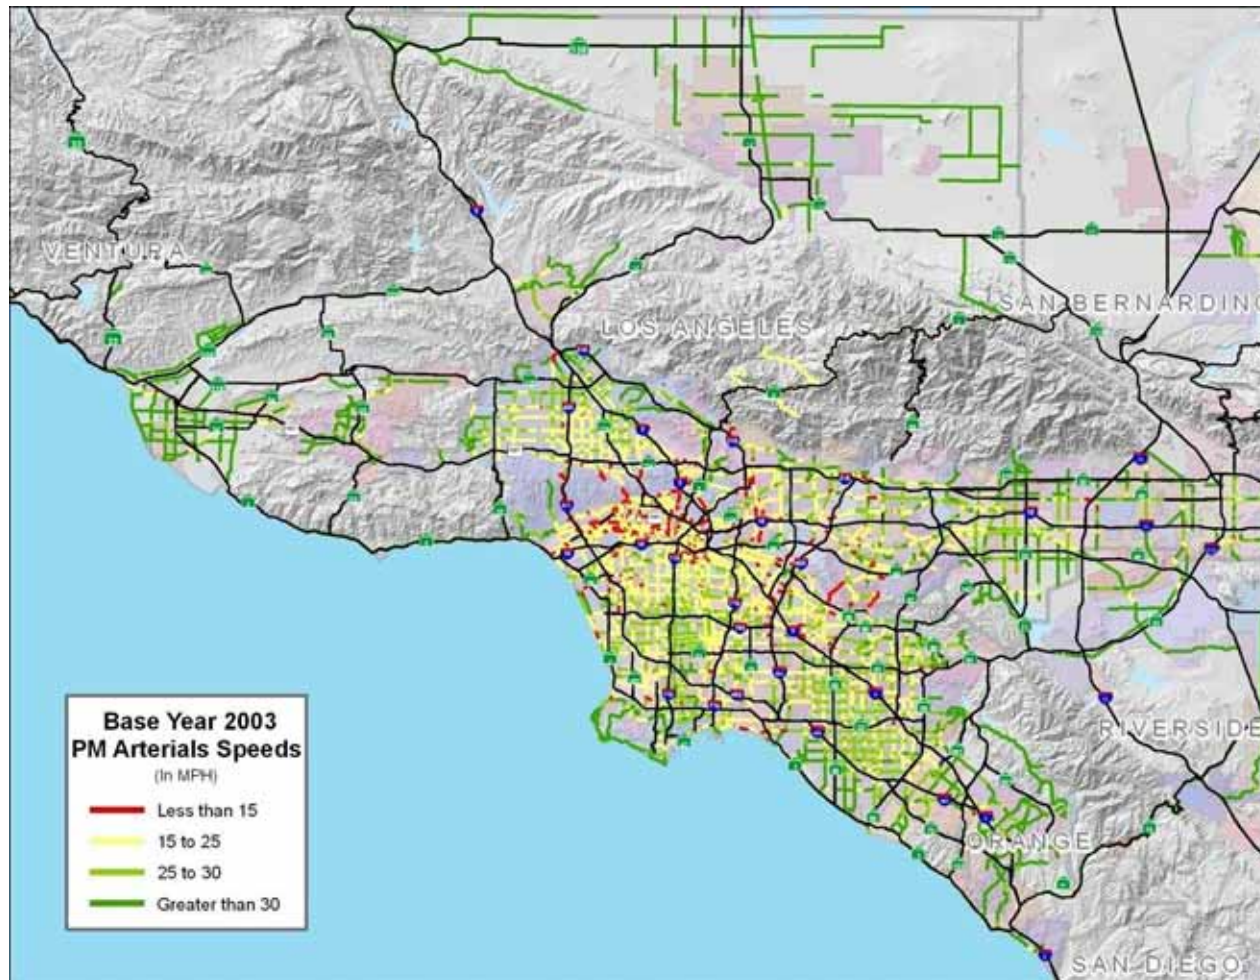 VENTURA
LOS ANGELES
SAN BERNARDIN
RIVERSIDE
ORANGE
SAN DIEGO
Base Year 2003
PM Arterials Speeds
(In MPH)
Less than 15
15 to 25
25 to 30
Greater than 30